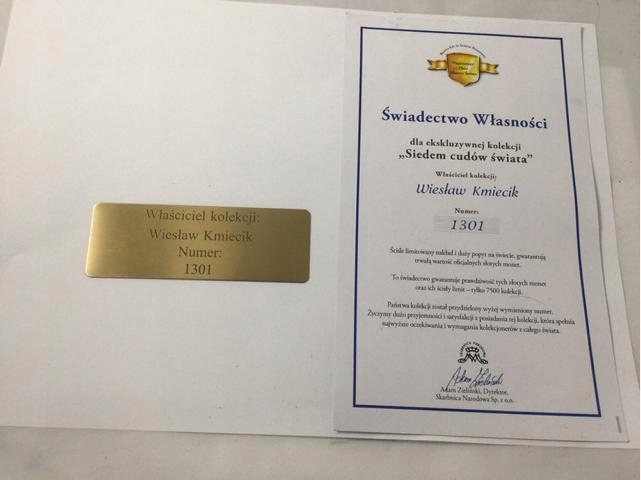 Właściciel kolekcji:
Wiesław Kmiecik
Numer:
1301
Świadectwo Własności
dla ekskluzywnej kolekcji
„Siedem cudów świata”
Właściciel kolekcji:
Wiesław Kmiecik
Numer:
1301
Ściśle limitowany nakład i duży popyt na świecie, gwarantują
trwałą wartość oficjalnych złotych monet.
To świadectwo gwarantuje prawdziwość tych złotych monet
oraz ich ścisły limit – tylko 7500 kolekcji.
Państwa kolekcji został przydzielony wyżej wymieniony numer.
Życzymy dużo przyjemności i satysfakcji z posiadania tej kolekcji, która spełnia
najwyższe oczekiwania i wymagania kolekcjonerów z całego świata.
SKARBNICA NARODOWA
Adam Zieliński, Dyrektor,
Skarbnica Narodowa Sp. z o.o.